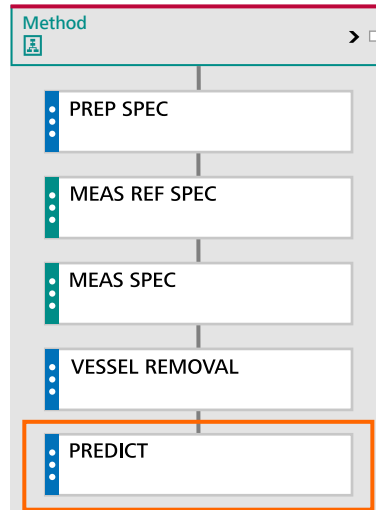 Method
PREP SPEC
MEAS REF SPEC
MEAS SPEC
VESSEL REMOVAL
PREDICT